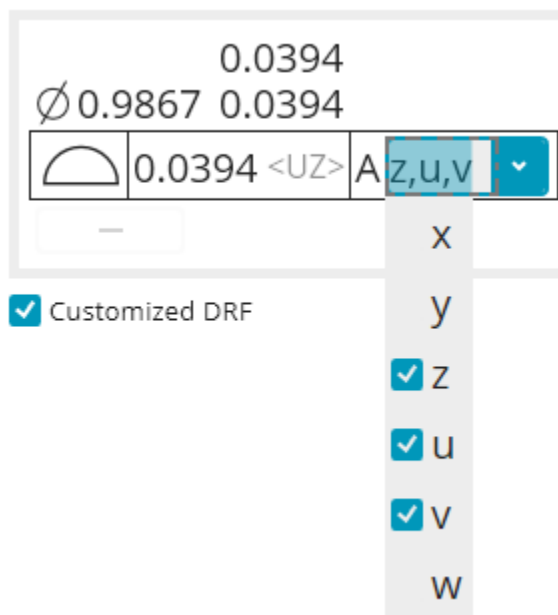 0.0394
∅ 0.9867 0.0394
0.0394 <UZ> A z,u,v
x
y
z
Customized DRF
u
v
w